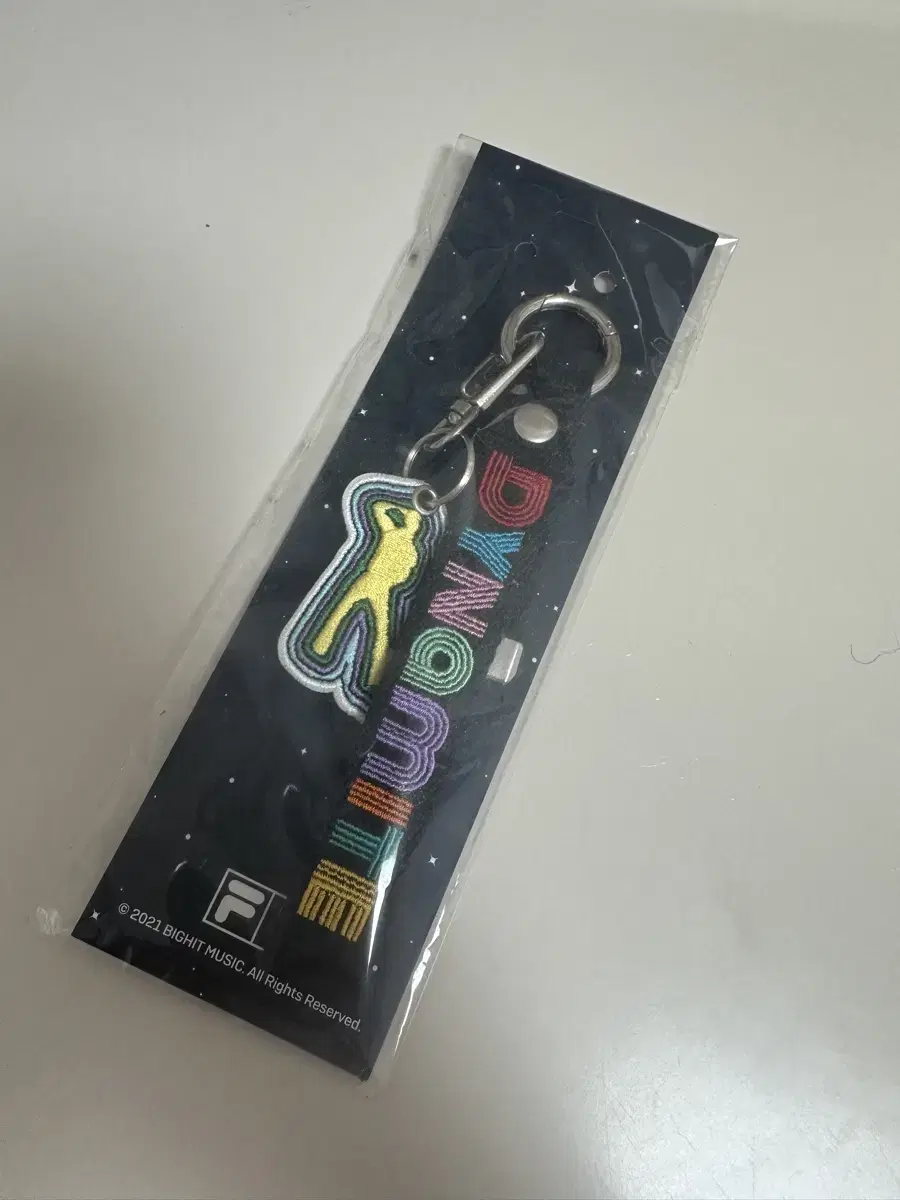 DYNAMITE
F
© 2021 BIGHIT MUSIC. All Rights Reserved.